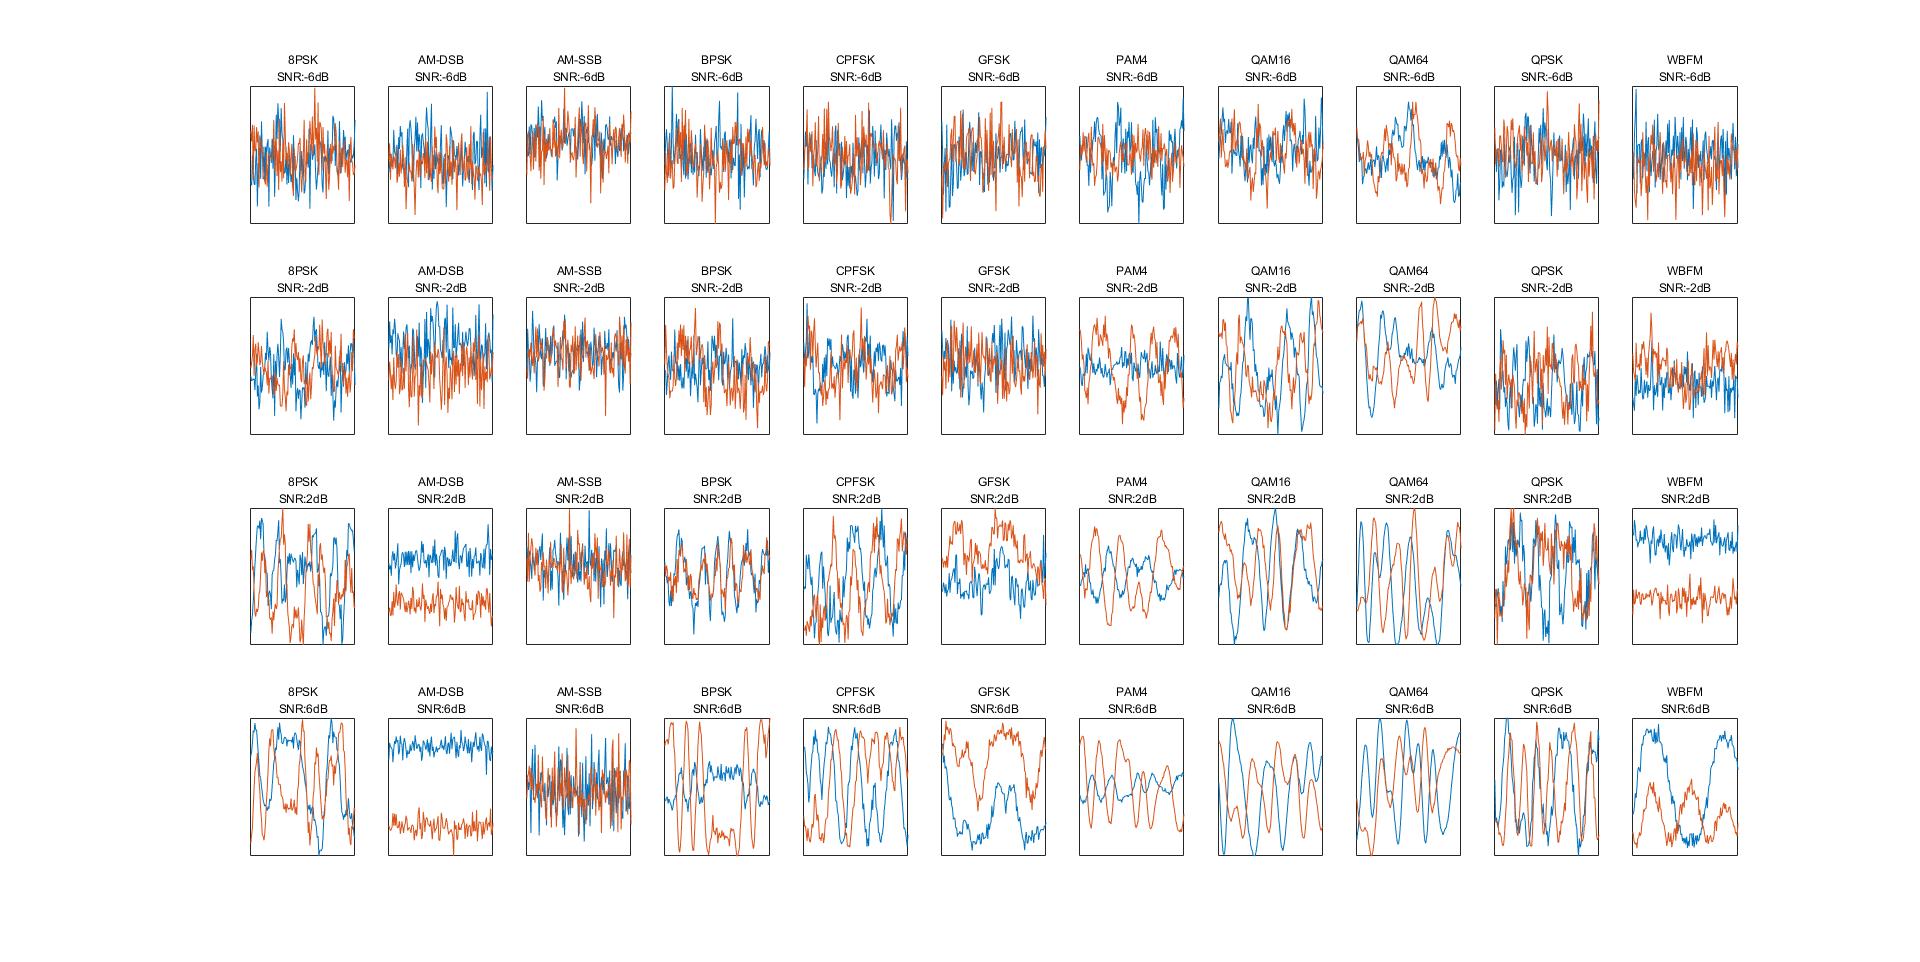 8PSK AM-DSB AM-SSB BPSK CPFSK GFSK PAM4 QAM16 QAM64 QPSK WBFM
SNR:-6dB SNR:-6dB SNR:-6dB SNR:-6dB SNR:-6dB SNR:-6dB SNR:-6dB SNR:-6dB SNR:-6dB SNR:-6dB SNR:-6dB
8PSK AM-DSB AM-SSB BPSK CPFSK GFSK PAM4 QAM16 QAM64 QPSK WBFM
SNR:-2dB SNR:-2dB SNR:-2dB SNR:-2dB SNR:-2dB SNR:-2dB SNR:-2dB SNR:-2dB SNR:-2dB SNR:-2dB SNR:-2dB
8PSK AM-DSB AM-SSB BPSK CPFSK GFSK PAM4 QAM16 QAM64 QPSK WBFM
SNR:2dB SNR:2dB SNR:2dB SNR:2dB SNR:2dB SNR:2dB SNR:2dB SNR:2dB SNR:2dB SNR:2dB SNR:2dB
8PSK AM-DSB AM-SSB BPSK CPFSK GFSK PAM4 QAM16 QAM64 QPSK WBFM
SNR:6dB SNR:6dB SNR:6dB SNR:6dB SNR:6dB SNR:6dB SNR:6dB SNR:6dB SNR:6dB SNR:6dB SNR:6dB